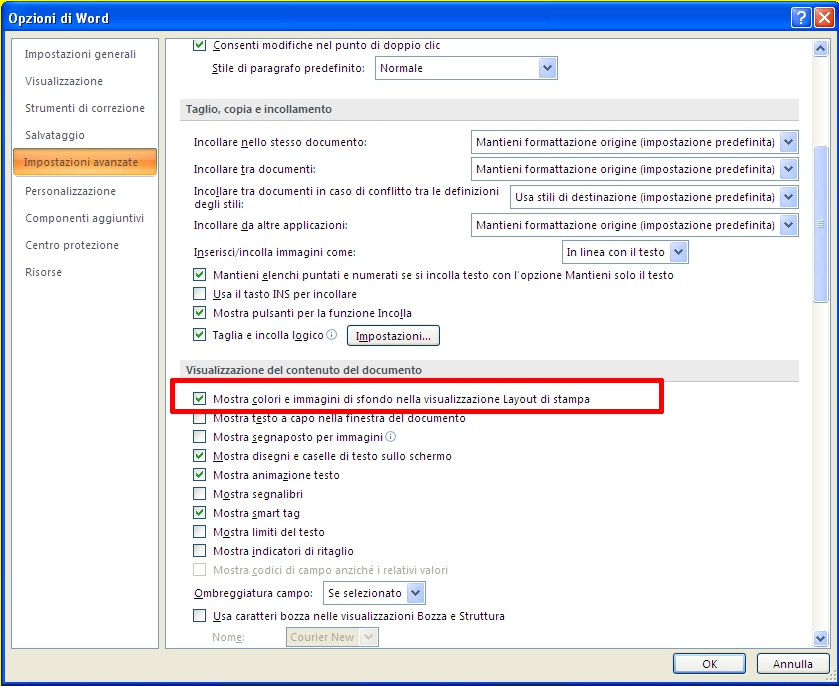 Opzioni di Word
Impostazioni generali
Visualizzazione
Strumenti di correzione
Salvataggio
Impostazioni avanzate
Personalizzazione
Componenti aggiuntivi
Centro protezione
Risorse
Consenti modifiche nel punto di doppio clic
Stile di paragrafo predefinito: Normale
Taglio, copia e incollamento
Incollare nello stesso documento: Mantieni formattazione origine (impostazione predefinita)
Incollare tra documenti: Mantieni formattazione origine (impostazione predefinita)
Incollare tra documenti in caso di conflitto tra le definizioni
degli stili: Usa stili di destinazione (impostazione predefinita)
Incollare da altre applicazioni: Mantieni formattazione origine (impostazione predefinita)
Inserisci/incolla immagini come: In linea con il testo
Mantieni elenchi puntati e numerati se si incolla testo con l'opzione Mantieni solo il testo
Usa il tasto INS per incollare
Mostra pulsanti per la funzione Incolla
Taglia e incolla logico Impostazioni...
Visualizzazione del contenuto del documento
Mostra colori e immagini di sfondo nella visualizzazione Layout di stampa
Mostra testo a capo nella finestra del documento
Mostra segnaposto per immagini
Mostra disegni e caselle di testo sullo schermo
Mostra animazione testo
Mostra segnalibri
Mostra smart tag
Mostra limiti del testo
Mostra indicatori di ritaglio
Mostra codici di campo anziché i relativi valori
Ombreggiatura campo: Se selezionato
Usa caratteri bozza nelle visualizzazioni Bozza e Struttura
Nome: Courier New
OK
Annulla